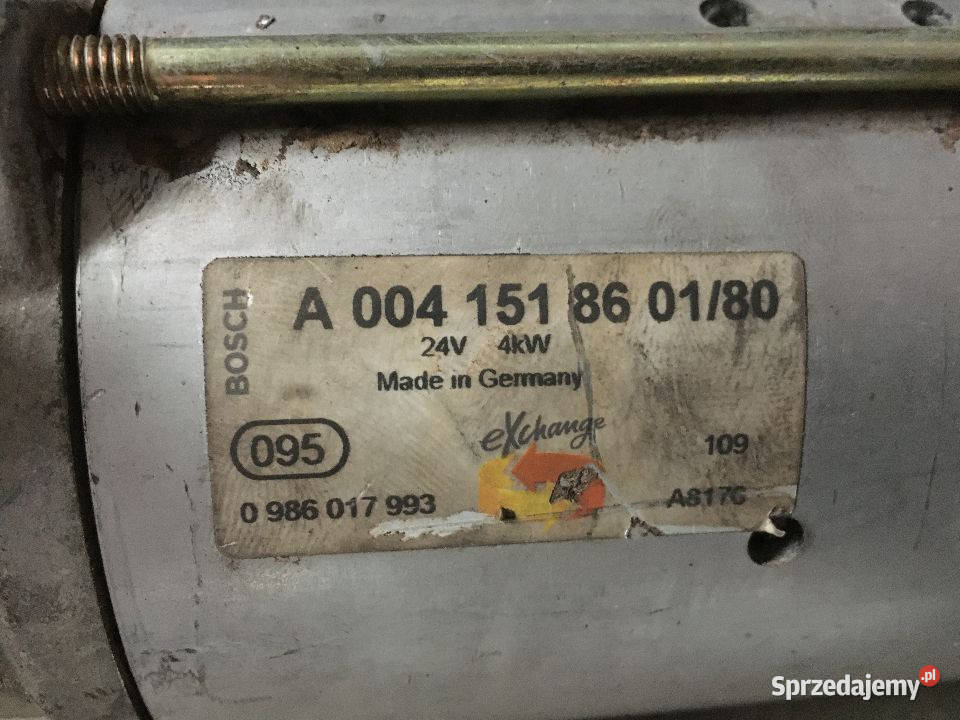 BOSCH
A 004 151 86 01/80
24V 4kW
Made in Germany
095
eXchange
109
0 986 017 993
A817C
Sprzedajemy.pl